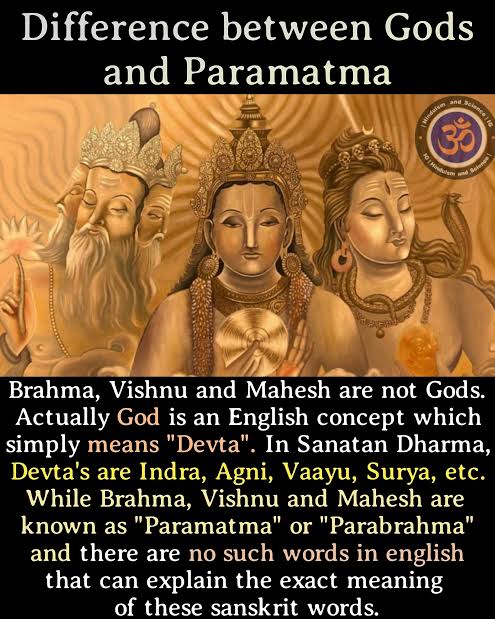 Difference between Gods
and Paramatma
Hinduism and Science
ॐ
Brahma, Vishnu and Mahesh are not Gods.
Actually God is an English concept which
simply means "Devta". In Sanatan Dharma,
Devta's are Indra, Agni, Vaayu, Surya, etc.
While Brahma, Vishnu and Mahesh are
known as "Paramatma" or "Parabrahma"
and there are no such words in english
that can explain the exact meaning
of these sanskrit words.